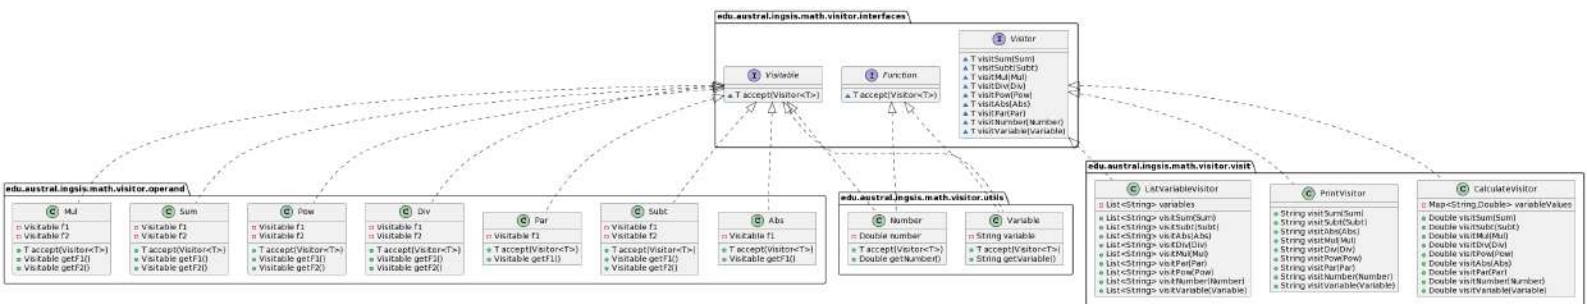 edu.austral.ingsis.math.visitor.interfaces
I Visitor
T visitSum(Sum)
T visitSubt(Subt)
T visitMul(Mul)
T visitDiv(Div)
T visitPow(Pow)
T visitAbs(Abs)
T visitPar(Par)
T visitNumber(Number)
T visitVariable(Variable)
I Visitable
T accept(Visitor<T>)
I Function
T accept(Visitor<T>)
edu.austral.ingsis.math.visitor.operand
C Mul
Visitable f1
Visitable f2
T accept(Visitor<T>)
Visitable getF1()
Visitable getF2()
C Sum
Visitable f1
Visitable f2
T accept(Visitor<T>)
Visitable getF1()
Visitable getF2()
C Pow
Visitable f1
Visitable f2
T accept(Visitor<T>)
Visitable getF1()
Visitable getF2()
C Div
Visitable f1
Visitable f2
T accept(Visitor<T>)
Visitable getF1()
Visitable getF2()
C Par
Visitable f1
T accept(Visitor<T>)
Visitable getF1()
C Subt
Visitable f1
Visitable f2
T accept(Visitor<T>)
Visitable getF1()
Visitable getF2()
C Abs
Visitable f1
T accept(Visitor<T>)
Visitable getF1()
edu.austral.ingsis.math.visitor.utils
C Number
Double number
T accept(Visitor<T>)
Double getNumber()
C Variable
String variable
T accept(Visitor<T>)
String getVariable()
edu.austral.ingsis.math.visitor.visit
C ListVariableVisitor
List<String> variables
List<String> visitSum(Sum)
List<String> visitSubt(Subt)
List<String> visitAbs(Abs)
List<String> visitDiv(Div)
List<String> visitMul(Mul)
List<String> visitPar(Par)
List<String> visitPow(Pow)
List<String> visitNumber(Number)
List<String> visitVariable(Variable)
C PrintVisitor
String visitSum(Sum)
String visitSubt(Subt)
String visitAbs(Abs)
String visitMul(Mul)
String visitDiv(Div)
String visitPow(Pow)
String visitPar(Par)
String visitNumber(Number)
String visitVariable(Variable)
C CalculateVisitor
Map<String,Double> variableValues
Double visitSum(Sum)
Double visitSubt(Subt)
Double visitMul(Mul)
Double visitDiv(Div)
Double visitPow(Pow)
Double visitAbs(Abs)
Double visitPar(Par)
Double visitNumber(Number)
Double visitVariable(Variable)